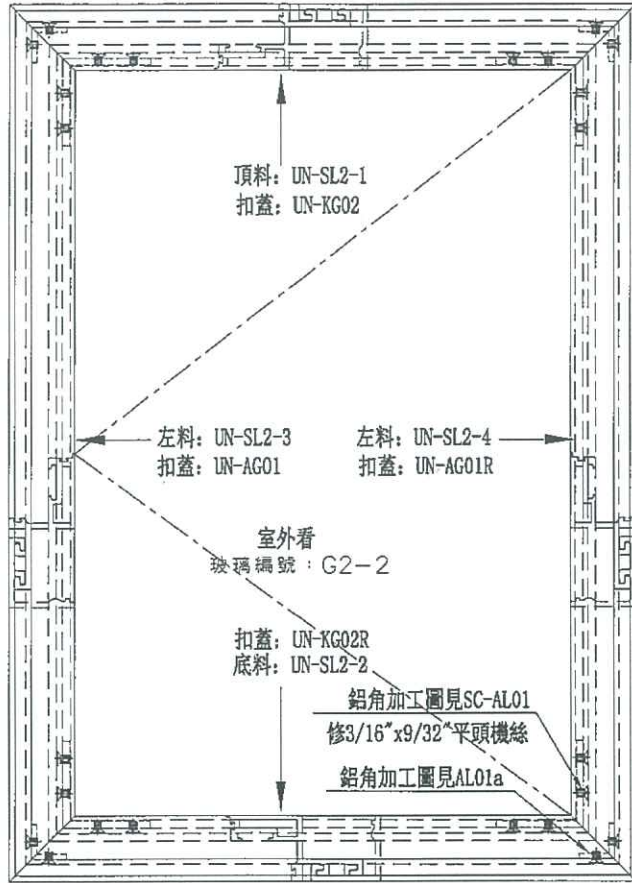 頂料: UN-SL2-1
扣蓋: UN-KG02
左料: UN-SL2-3
扣蓋: UN-AG01
左料: UN-SL2-4
扣蓋: UN-AG01R
室外看
玻璃編號：G2-2
扣蓋: UN-KG02R
底料: UN-SL2-2
鋁角加工圖見SC-AL01
修3/16"x9/32"平頭機絲
鋁角加工圖見AL01a